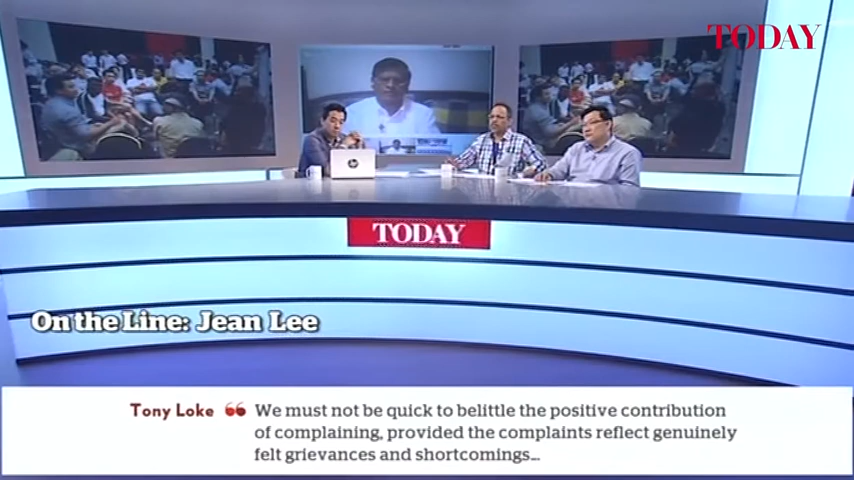 TODAY
hp
TODAY
On the Line: Jean Lee
Tony Loke “ We must not be quick to belittle the positive contribution
of complaining, provided the complaints reflect genuinely
felt grievances and shortcomings...